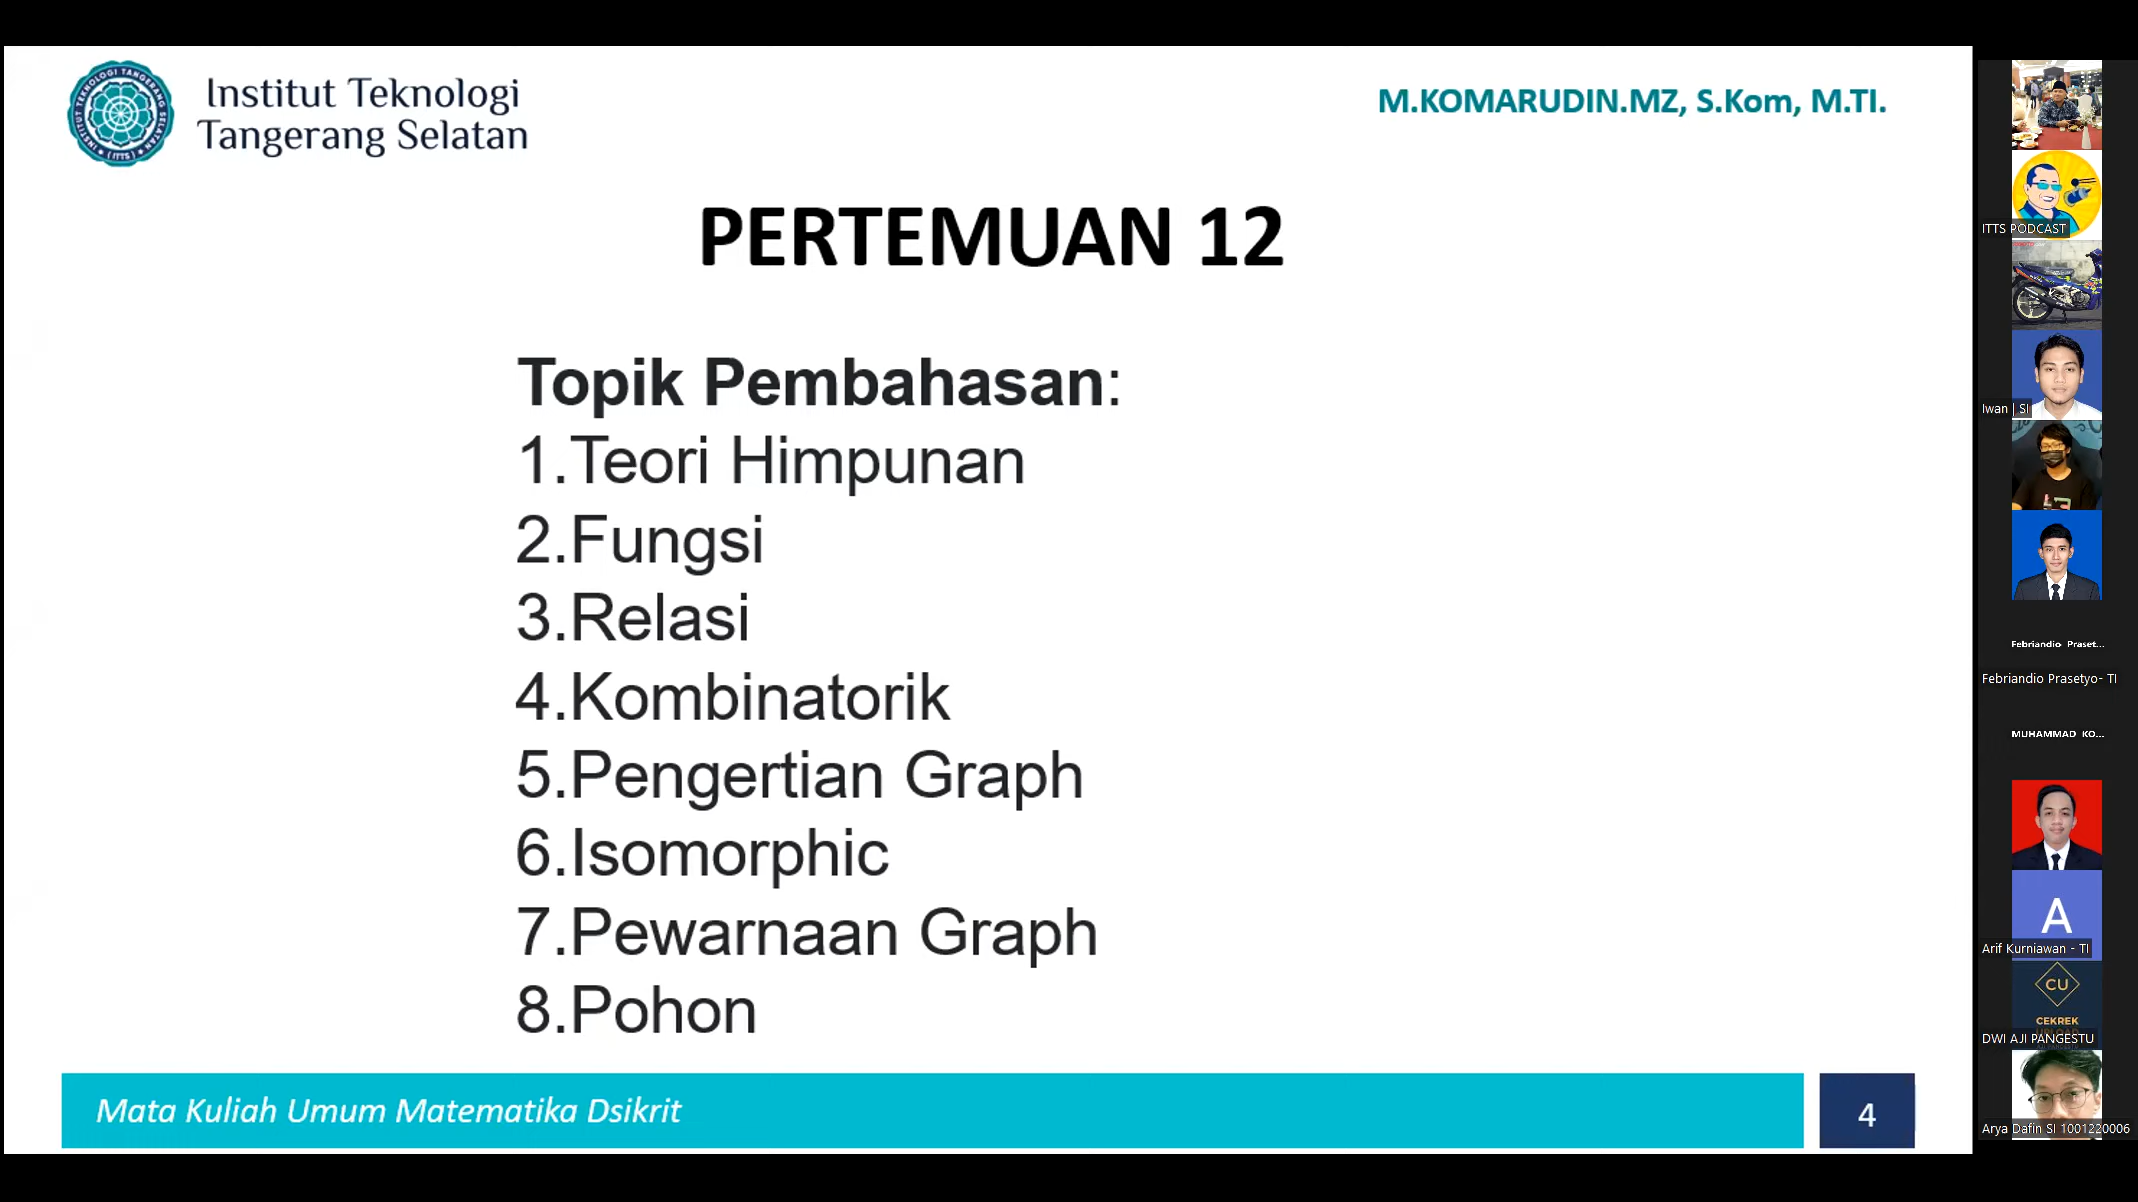 Institut Teknologi
Tangerang Selatan
M.KOMARUDIN.MZ, S.Kom, M.TI.
PERTEMUAN 12
Topik Pembahasan:
1.Teori Himpunan
2.Fungsi
3.Relasi
4.Kombinatorik
5.Pengertian Graph
6.Isomorphic
7.Pewarnaan Graph
8.Pohon
Mata Kuliah Umum Matematika Dsikrit
4
ITTS PODCAST
Iwan | SI
Febriandio Praset...
Febriandio Prasetyo- TI
MUHAMMAD KO...
A
Arif Kurniawan - TI
CU
CEKREK
DWI AJI PANGESTU
Arya Dafin SI 1001220006